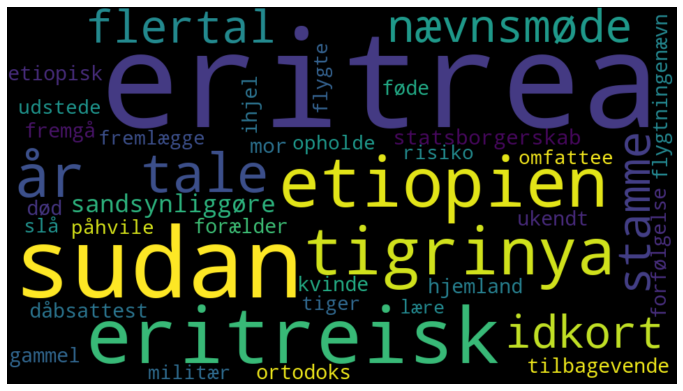 flertal nævnsmøde
eritrea
etiopisk ihjel flygte føde
udstede
fremgå fremlægge mor opholde statsborgerskab flygtningenævn
år tale risiko omfattee
etiopien stamme
død sandsynliggøre ukendt
slå påhvile forælder forfølgelse
sudan tigrinya
kvinde hjemland
tiger lære
dåbsattest
eritreisk idkort
gammel militær ortodoks tilbagevende